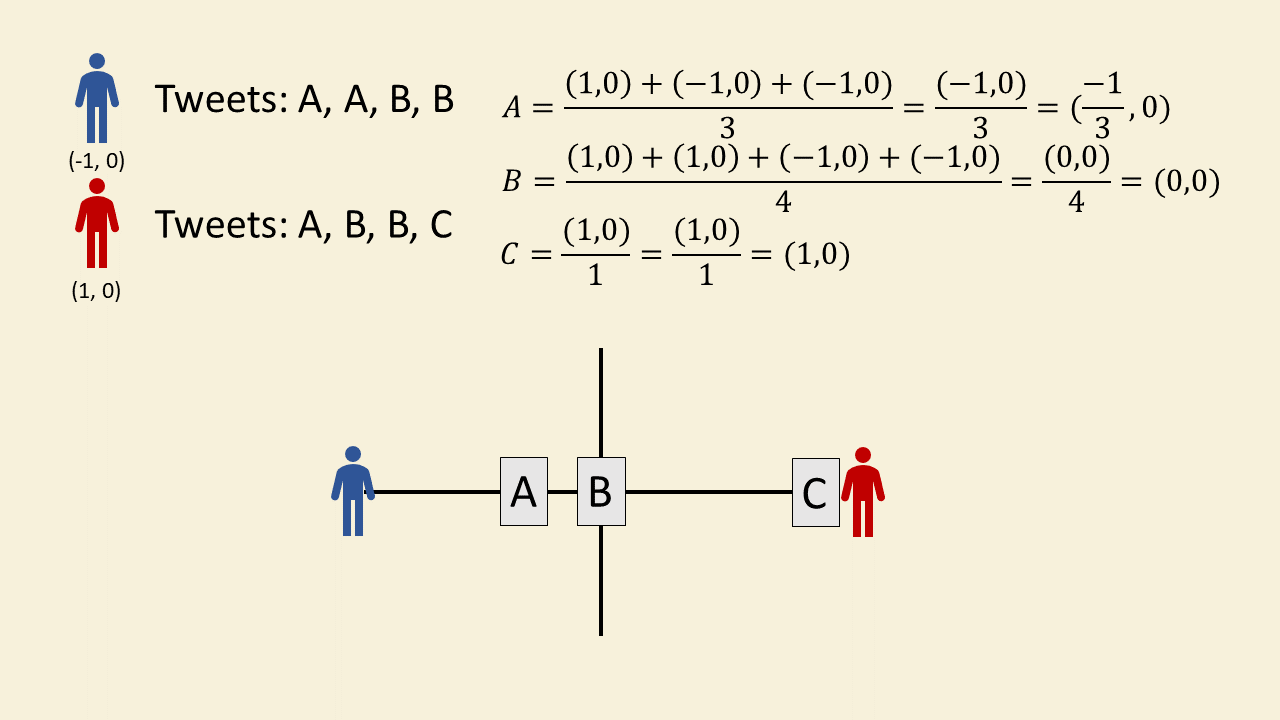 Tweets: A, A, B, B
(-1, 0)
Tweets: A, B, B, C
(1, 0)
A = \frac{(1,0) + (−1,0) + (−1,0)}{3} = \frac{(−1,0)}{3} = (\frac{−1}{3}, 0)
B = \frac{(1,0) + (1,0) + (−1,0) + (−1,0)}{4} = \frac{(0,0)}{4} = (0,0)
C = \frac{(1,0)}{1} = \frac{(1,0)}{1} = (1,0)
A B C